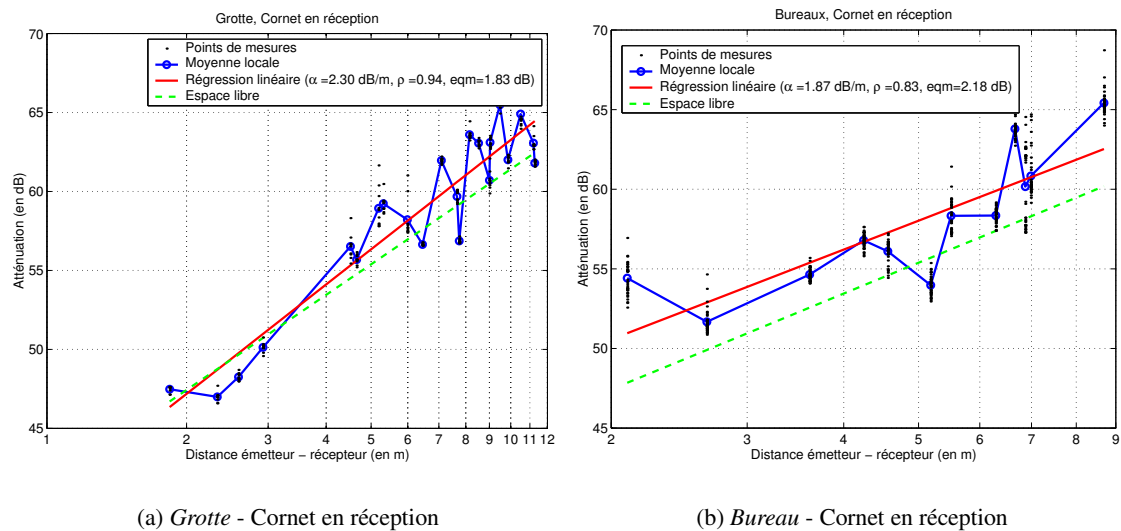 Grotte, Cornet en réception
70
65
60
55
50
45
Atténuation (en dB)
Points de mesures
Moyenne locale
Régression linéaire (α =2.30 dB/m, ρ =0.94, eqm=1.83 dB)
Espace libre
1 2 3 4 5 6 7 8 9 10 11 12
Distance émetteur − récepteur (en m)
(a) Grotte - Cornet en réception
Bureaux, Cornet en réception
70
65
60
55
50
45
Atténuation (en dB)
Points de mesures
Moyenne locale
Régression linéaire (α =1.87 dB/m, ρ =0.83, eqm=2.18 dB)
Espace libre
2 3 4 5 6 7 8 9
Distance émetteur − récepteur (en m)
(b) Bureau - Cornet en réception